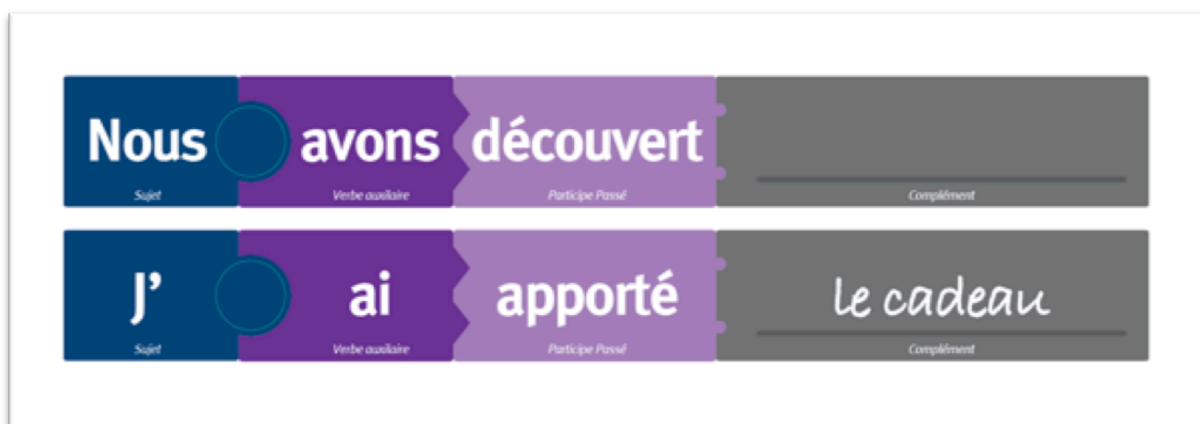 Nous avons découvert
Sujet Verbe auxiliaire Participe Passé Complément
J’ ai apporté le cadeau
Sujet Verbe auxiliaire Participe Passé Complément